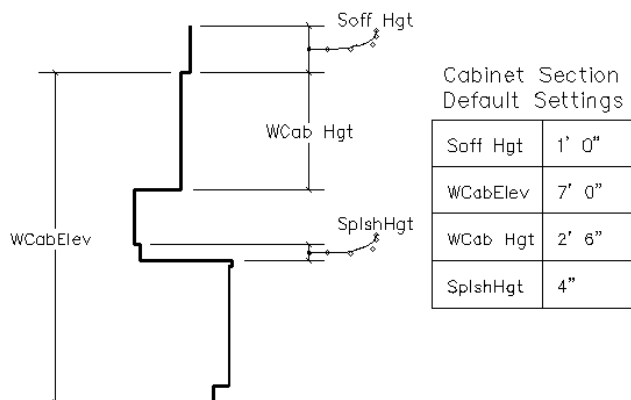 Soff Hgt
WCab Hgt
SplshHgt
WCabElev
Cabinet Section
Default Settings
Soff Hgt 1' 0"
WCabElev 7' 0"
WCab Hgt 2' 6"
SplshHgt 4"